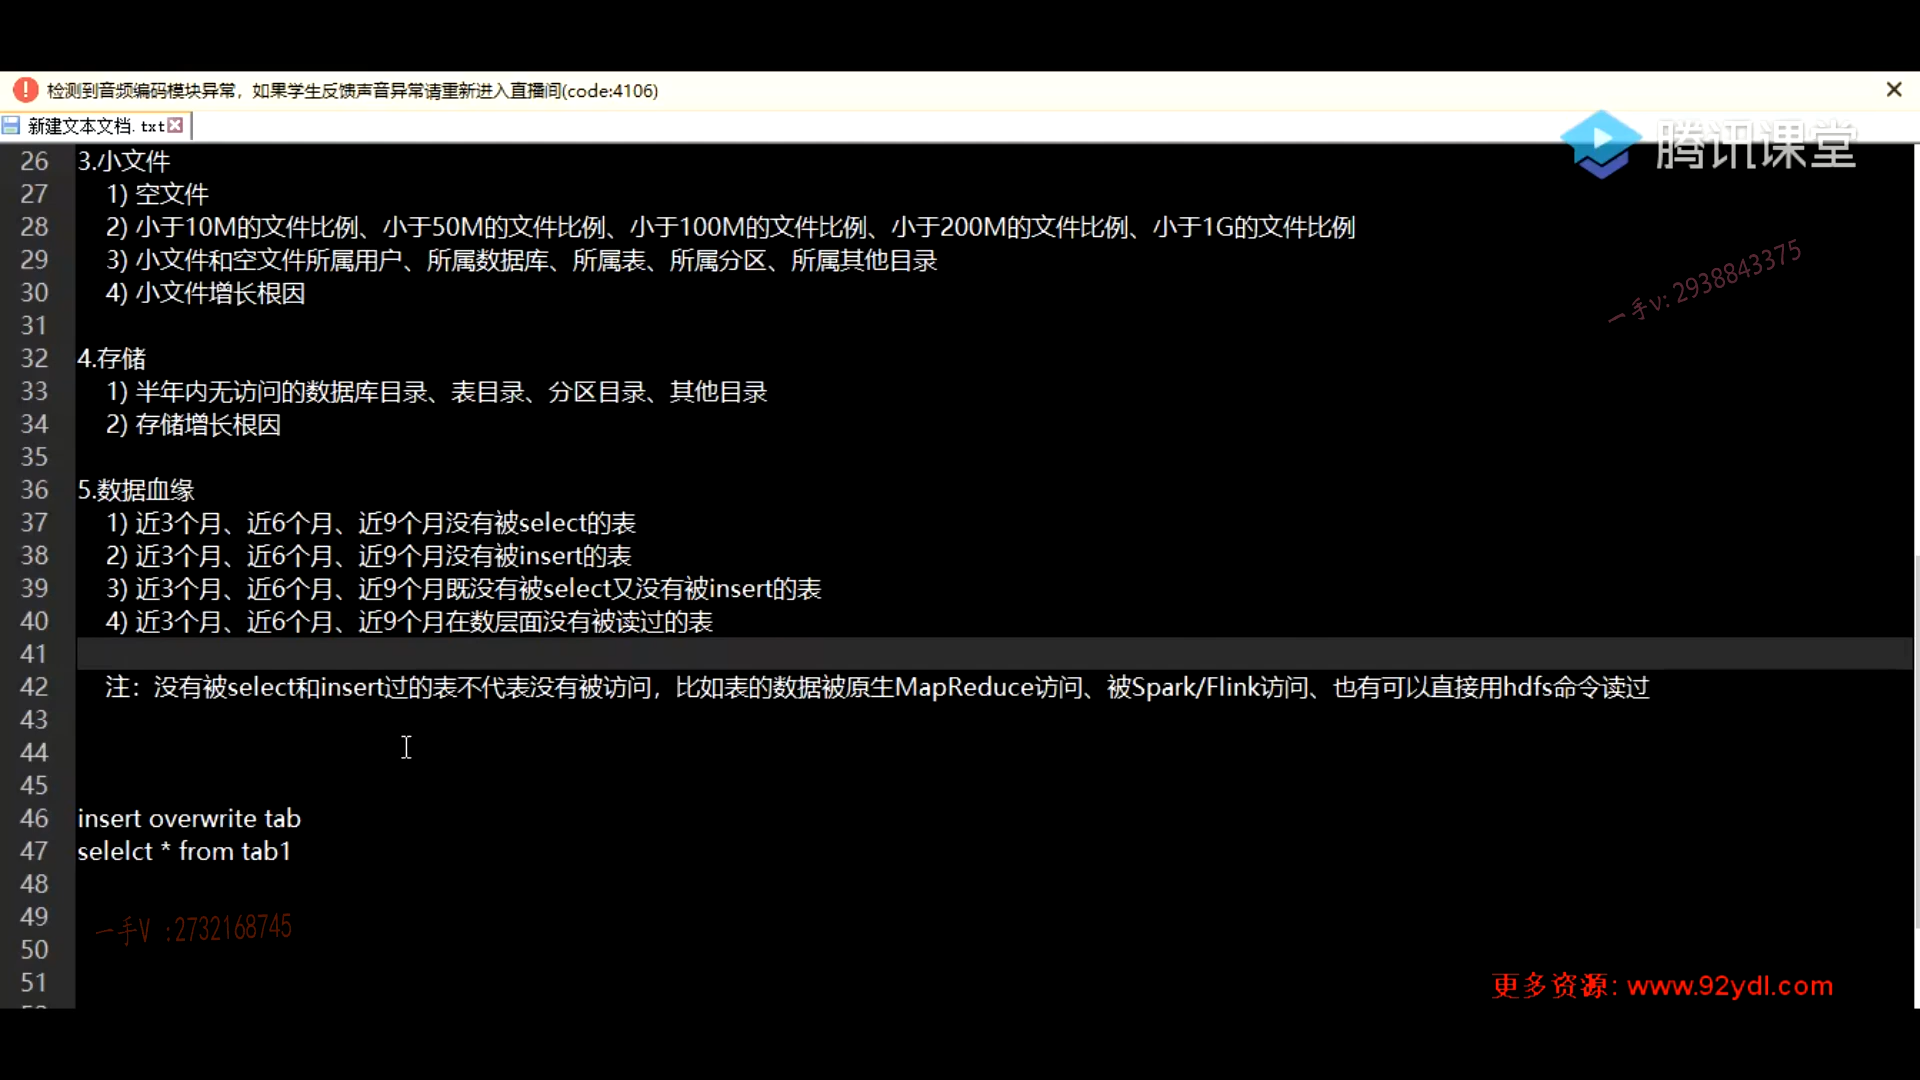 检测到音频编码模块异常，如果学生反馈声音异常请重新进入直播间(code:4106)
新建文本文档.txt
腾讯课堂
26 3.小文件
27 1) 空文件
28 2) 小于10M的文件比例、小于50M的文件比例、小于100M的文件比例、小于200M的文件比例、小于1G的文件比例
29 3) 小文件和空文件所属用户、所属数据库、所属表、所属分区、所属其他目录
一手v:2938843375
30 4) 小文件增长根因
31
32 4.存储
33 1) 半年内无访问的数据库目录、表目录、分区目录、其他目录
34 2) 存储增长根因
35
36 5.数据血缘
37 1) 近3个月、近6个月、近9个月没有被select的表
38 2) 近3个月、近6个月、近9个月没有被insert的表
39 3) 近3个月、近6个月、近9个月既没有被select又没有被insert的表
40 4) 近3个月、近6个月、近9个月在数层面没有被读过的表
41
42 注：没有被select和insert过的表不代表没有被访问，比如表的数据被原生MapReduce访问、被Spark/Flink访问、也有可以直接用hdfs命令读过
43
44
45
46 insert overwrite tab
47 selelct * from tab1
48
49
一手V :2732168745
50
51
更多资源: www.92ydl.com